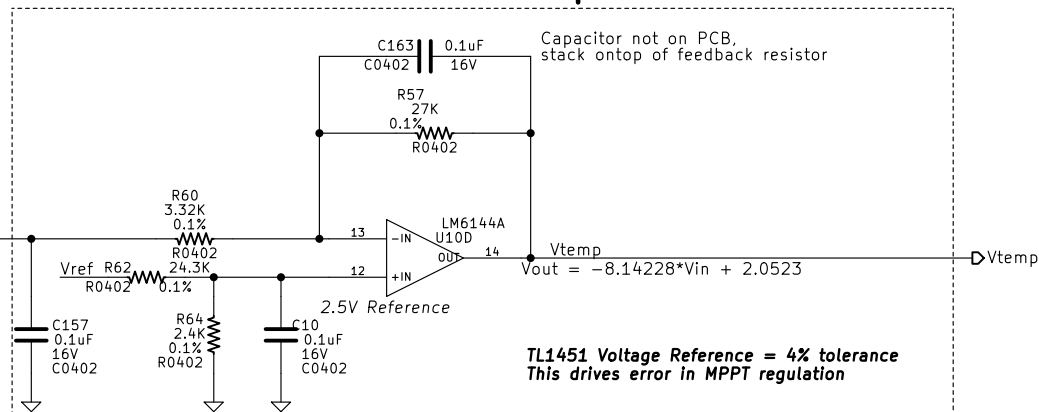 C163
0.1uF
C0402
16V
Capacitor not on PCB,
stack ontop of feedback resistor
R57
27K
0.1%
R0402
R60
3.32K
0.1%
R0402
13
-IN
LM6144A
U10D
OUT
14
Vtemp
Vout = -8.14228*Vin + 2.0523
Vtemp
Vref
R62
24.3K
R0402
0.1%
12
+IN
2.5V Reference
C157
0.1uF
16V
C0402
R64
2.4K
0.1%
R0402
C10
0.1uF
16V
C0402
TL1451 Voltage Reference = 4% tolerance
This drives error in MPPT regulation